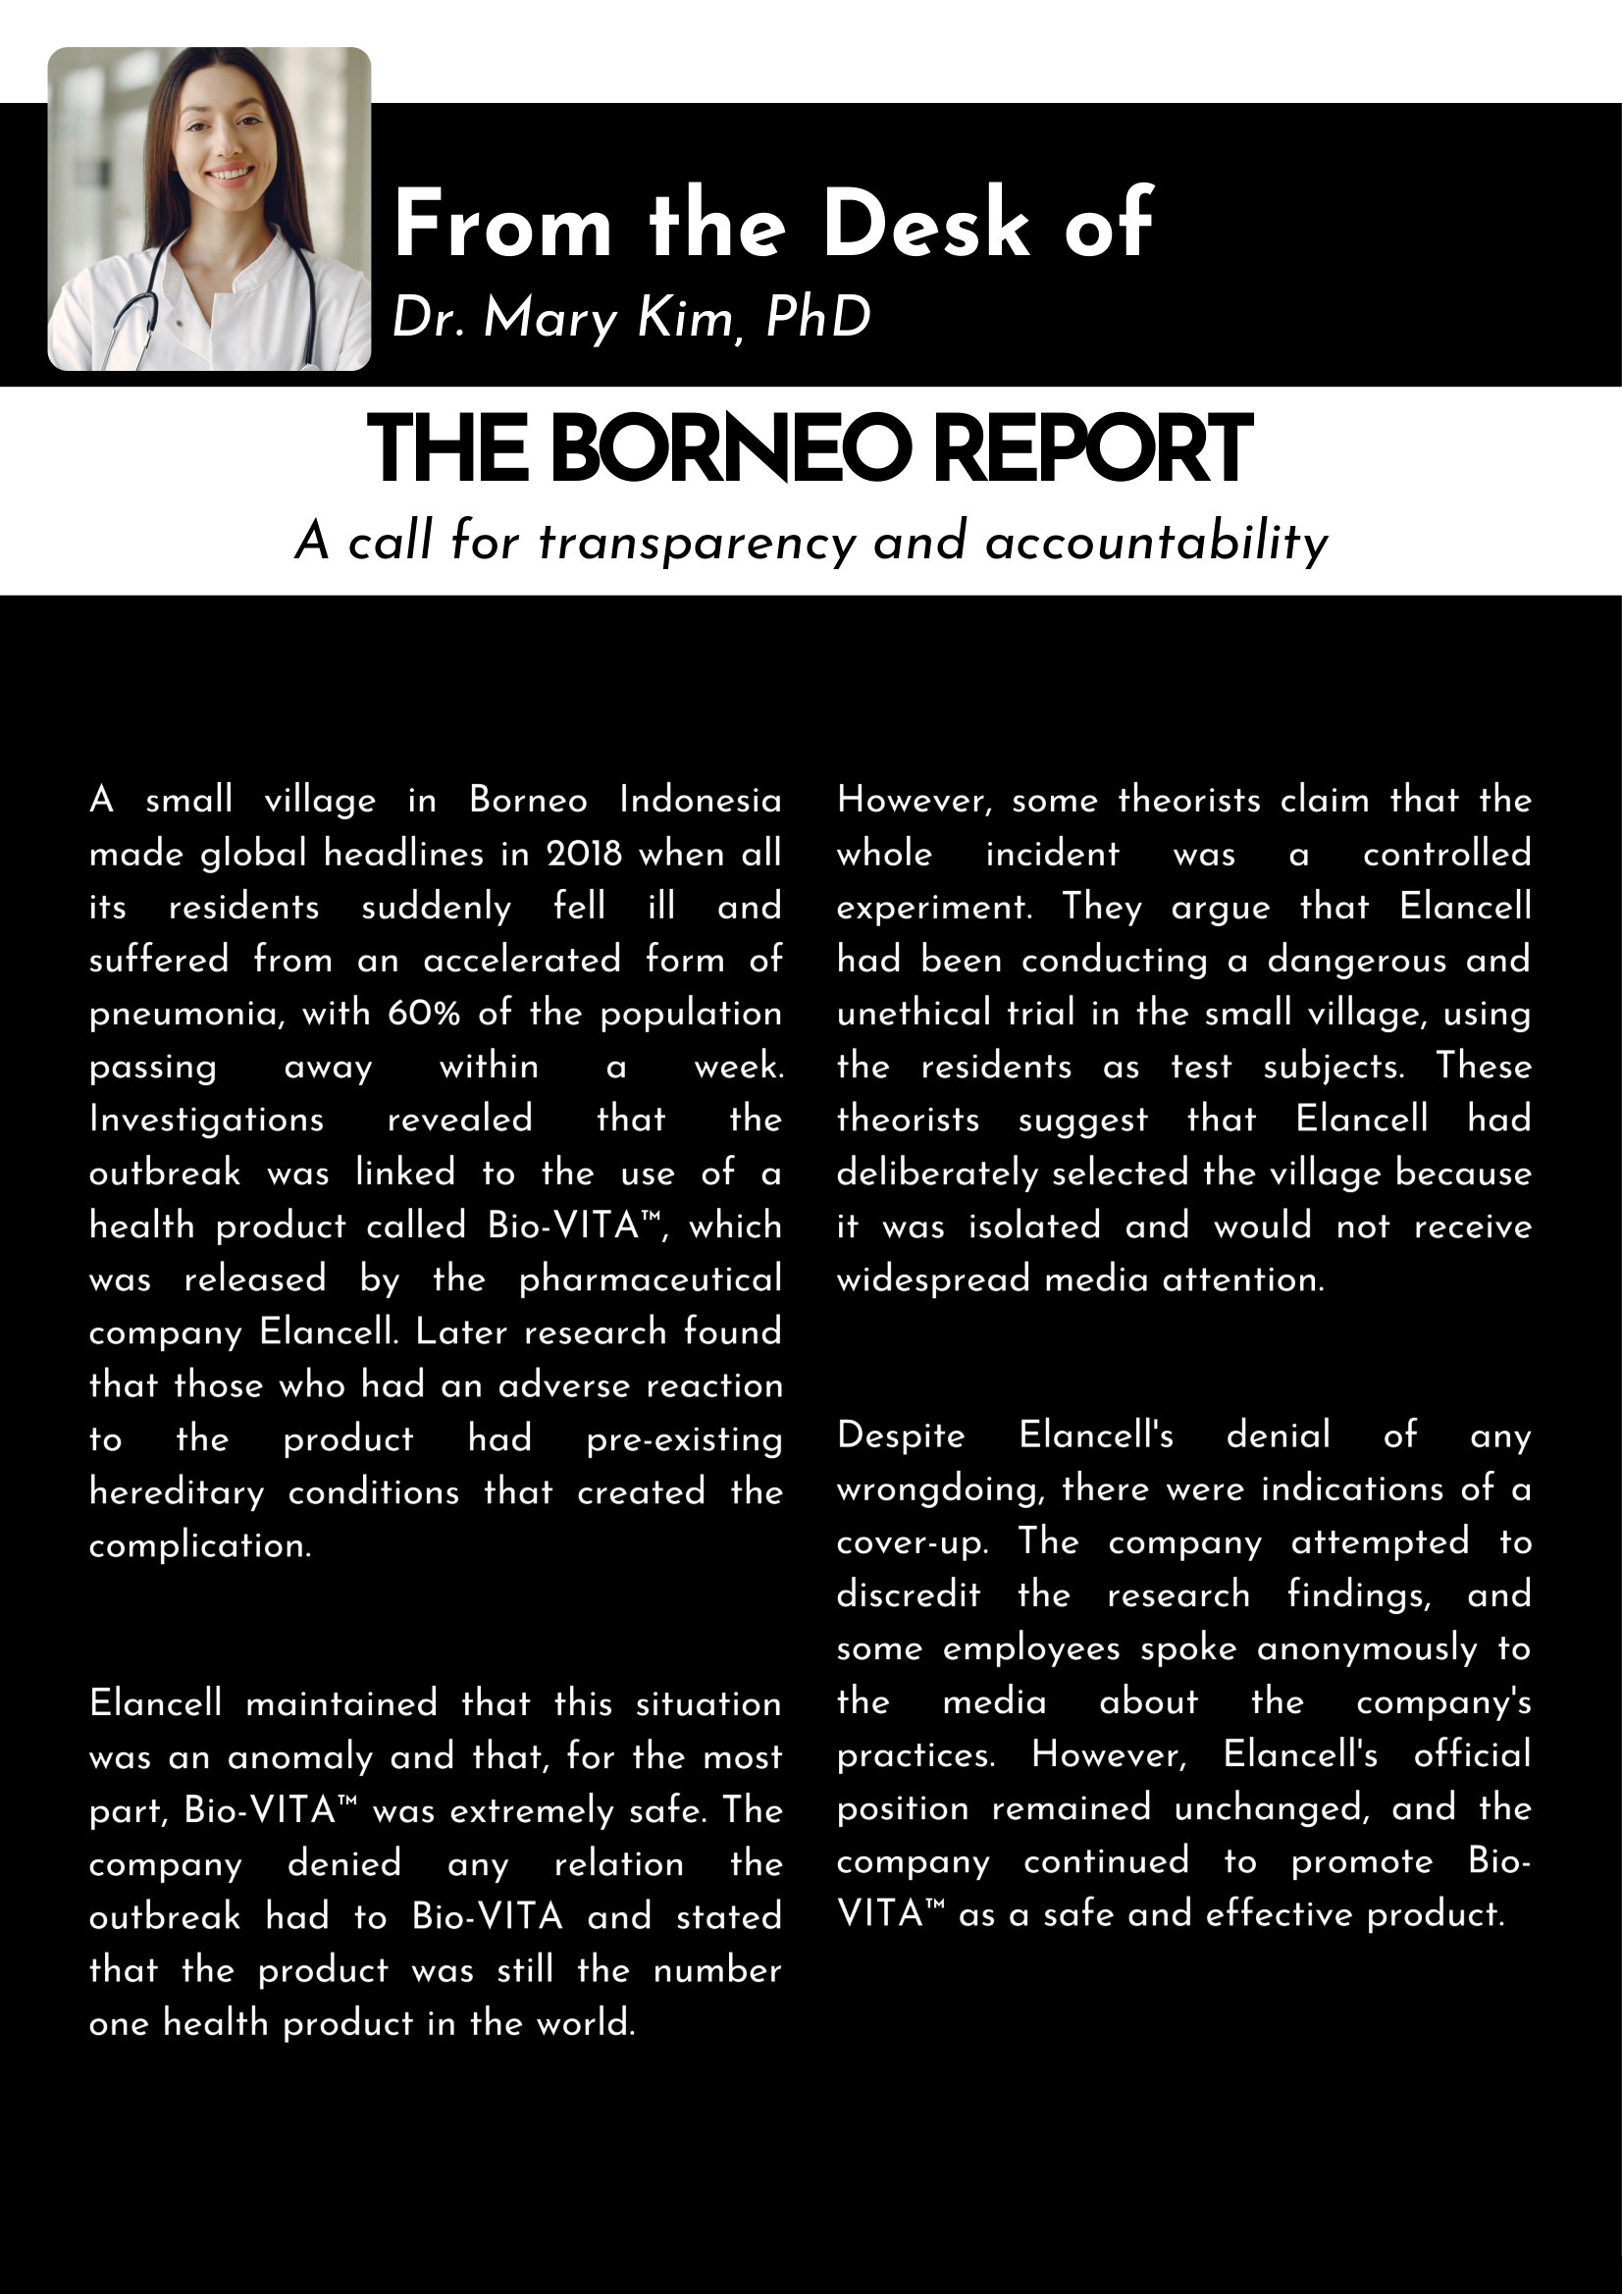 From the Desk of
Dr. Mary Kim, PhD
THE BORNEO REPORT
A call for transparency and accountability
A small village in Borneo Indonesia
made global headlines in 2018 when all
its residents suddenly fell ill and
suffered from an accelerated form of
pneumonia, with 60% of the population
passing away within a week.
Investigations revealed that the
outbreak was linked to the use of a
health product called Bio-VITA™, which
was released by the pharmaceutical
company Elancell. Later research found
that those who had an adverse reaction
to the product had pre-existing
hereditary conditions that created the
complication.
Elancell maintained that this situation
was an anomaly and that, for the most
part, Bio-VITA™ was extremely safe. The
company denied any relation the
outbreak had to Bio-VITA and stated
that the product was still the number
one health product in the world.
However, some theorists claim that the
whole incident was a controlled
experiment. They argue that Elancell
had been conducting a dangerous and
unethical trial in the small village, using
the residents as test subjects. These
theorists suggest that Elancell had
deliberately selected the village because
it was isolated and would not receive
widespread media attention.
Despite Elancell's denial of any
wrongdoing, there were indications of a
cover-up. The company attempted to
discredit the research findings, and
some employees spoke anonymously to
the media about the company's
practices. However, Elancell's official
position remained unchanged, and the
company continued to promote Bio-
VITA™ as a safe and effective product.